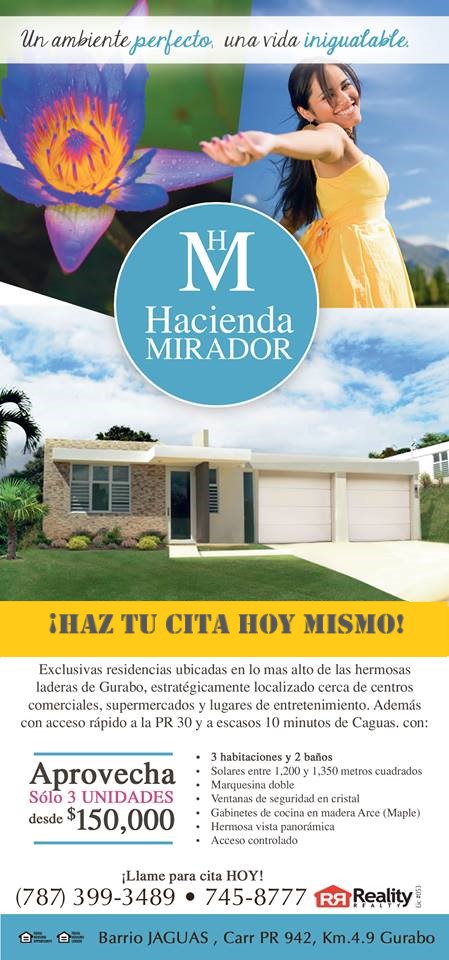 Un ambiente perfecto, una vida inigualable.
HM
Hacienda
MIRADOR
¡HAZ TU CITA HOY MISMO!
Exclusivas residencias ubicadas en lo mas alto de las hermosas
laderas de Gurabo, estratégicamente localizado cerca de centros
comerciales, supermercados y lugares de entretenimiento. Además
con acceso rápido a la PR 30 y a escasos 10 minutos de Caguas. con:
Aprovecha
Sólo 3 UNIDADES
desde $150,000
• 3 habitaciones y 2 baños
• Solares entre 1,200 y 1,350 metros cuadrados
• Marquesina doble
• Ventanas de seguridad en cristal
• Gabinetes de cocina en madera Arce (Maple)
• Hermosa vista panorámica
• Acceso controlado
¡Llame para cita HOY!
(787) 399-3489 • 745-8777
RR Reality
REALTY
Barrio JAGUAS , Carr PR 942, Km.4.9 Gurabo